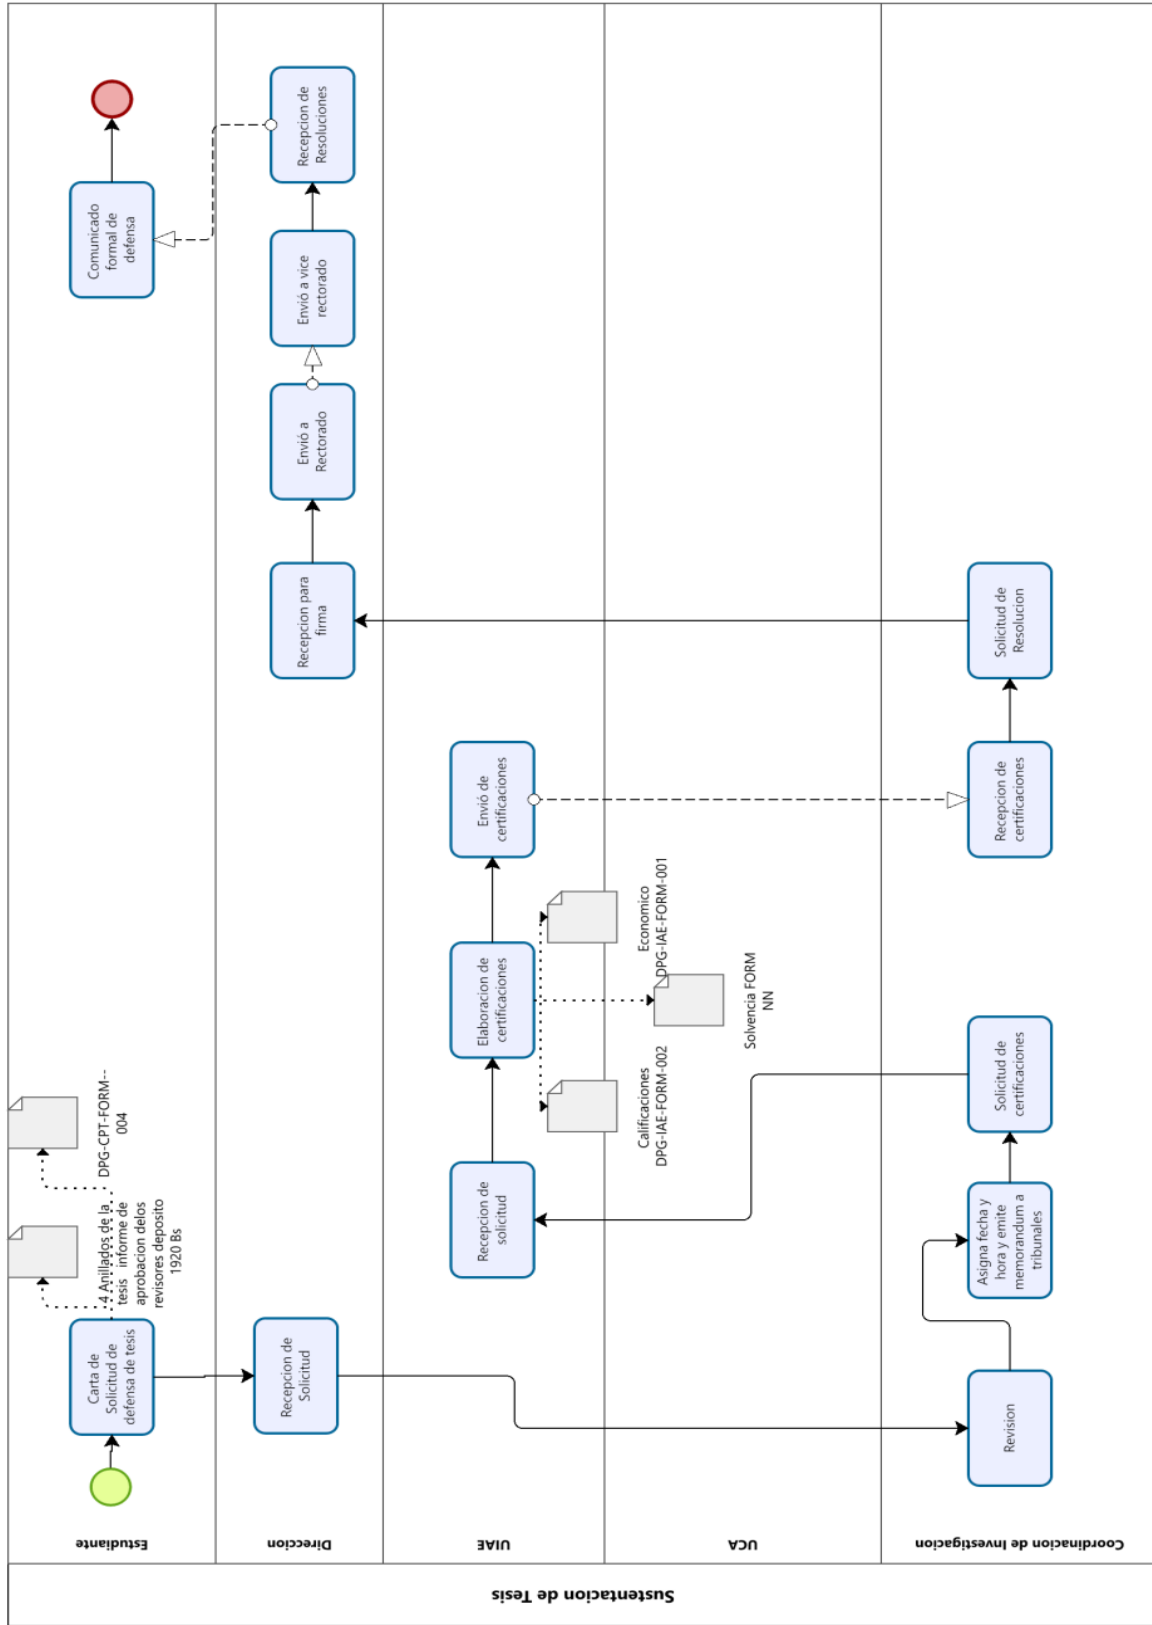 Sustentacion de Tesis
Estudiante
Carta de
Solicitud de
defensa de tesis
4 Anillados de la
tesis informe de
aprobacion delos
revisores deposito
1920 Bs
DPG-CPT-FORM--
004
Comunicado
formal de
defensa
Direccion
Recepcion de
Solicitud
Recepcion para
firma
Envió a
Rectorado
Envió a vice
rectorado
Recepcion de
Resoluciones
UIAE
Recepcion de
solicitud
Elaboracion de
certificaciones
Envió de
certificaciones
Calificaciones
DPG-IAE-FORM-002
Economico
DPG-IAE-FORM-001
UCA
Solvencia FORM
NN
Coordinacion de Investigacion
Revision
Asigna fecha y
hora y emite
memorandum a
tribunales
Solicitud de
certificaciones
Recepcion de
certificaciones
Solicitud de
Resolucion